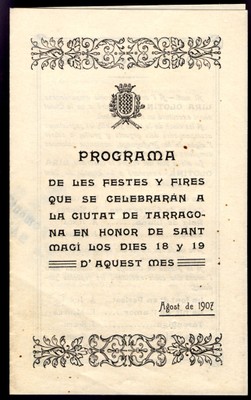 PROGRAMA
DE LES FESTES Y FIRES
QUE SE CELEBRARÁN A
LA CIUTAT DE TARRAGO-
NA EN HONOR DE SANT
MAGÍ LOS DIES 18 y 19
D'AQUEST MES
Agost de 1907